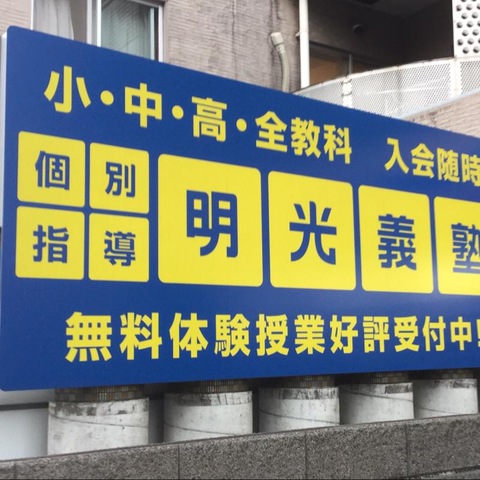 小・中・高・全教科 入会随時
個別指導 明光義塾
無料体験授業好評受付中!